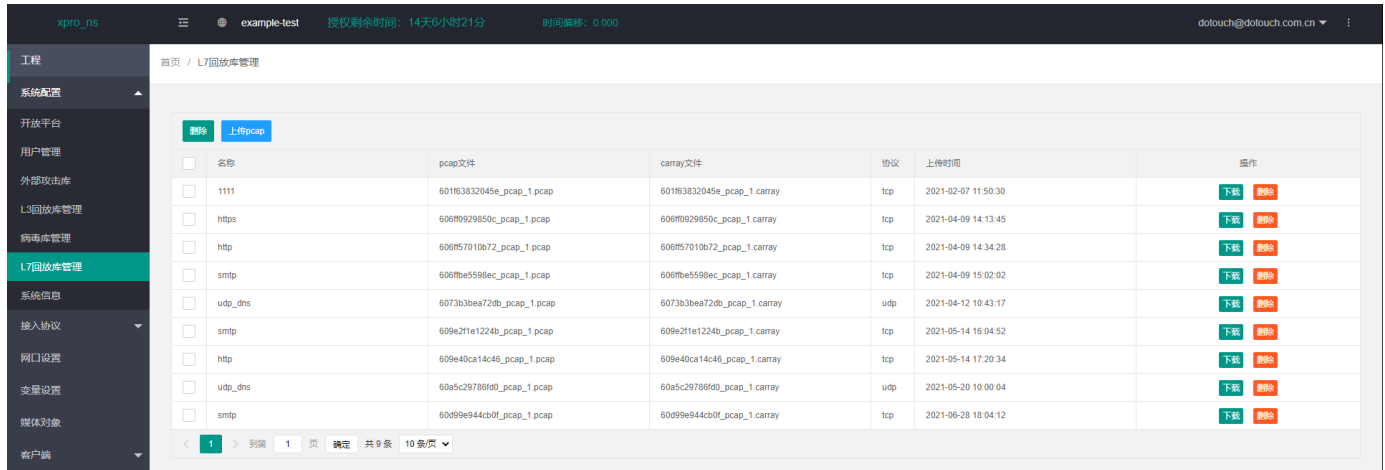 xpro_ns example-test 授权剩余时间：14天6小时21分 时间偏移：0.000 dotouch@dotouch.com.cn
工程
系统配置
开放平台
用户管理
外部攻击库
L3回放库管理
病毒库管理
L7回放库管理
系统信息
接入协议
网口设置
变量设置
媒体对象
客户端
首页 / L7回放库管理
删除 上传pcap
名称 pcap文件 carray文件 协议 上传时间 操作
1111 601f63832045e_pcap_1.pcap 601f63832045e_pcap_1.carray tcp 2021-02-07 11:50:30 下载 删除
https 606ff0929850c_pcap_1.pcap 606ff0929850c_pcap_1.carray tcp 2021-04-09 14:13:45 下载 删除
http 606ff57010b72_pcap_1.pcap 606ff57010b72_pcap_1.carray tcp 2021-04-09 14:34:28 下载 删除
smtp 606ffbe5598ec_pcap_1.pcap 606ffbe5598ec_pcap_1.carray tcp 2021-04-09 15:02:02 下载 删除
udp_dns 6073b3bea72db_pcap_1.pcap 6073b3bea72db_pcap_1.carray udp 2021-04-12 10:43:17 下载 删除
smtp 609e2f1e1224b_pcap_1.pcap 609e2f1e1224b_pcap_1.carray tcp 2021-05-14 16:04:52 下载 删除
http 609e40ca14c46_pcap_1.pcap 609e40ca14c46_pcap_1.carray tcp 2021-05-14 17:20:34 下载 删除
udp_dns 60a5c29786fd0_pcap_1.pcap 60a5c29786fd0_pcap_1.carray udp 2021-05-20 10:00:04 下载 删除
smtp 60d99e944cb0f_pcap_1.pcap 60d99e944cb0f_pcap_1.carray tcp 2021-06-28 18:04:12 下载 删除
1 到第 1 页 确定 共 9 条 10 条/页